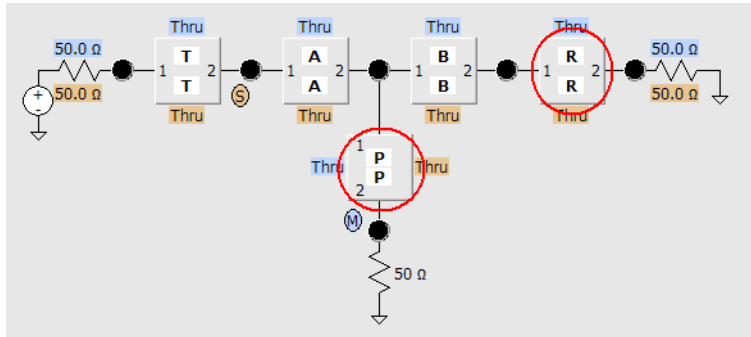 Thru Thru Thru Thru
50.0 Ω T A B R 50.0 Ω
1 2 1 2 1 2 1 2
50.0 Ω T A B R 50.0 Ω
+
-
S
Thru Thru Thru Thru
1
Thru P Thru
P
2
M
50 Ω